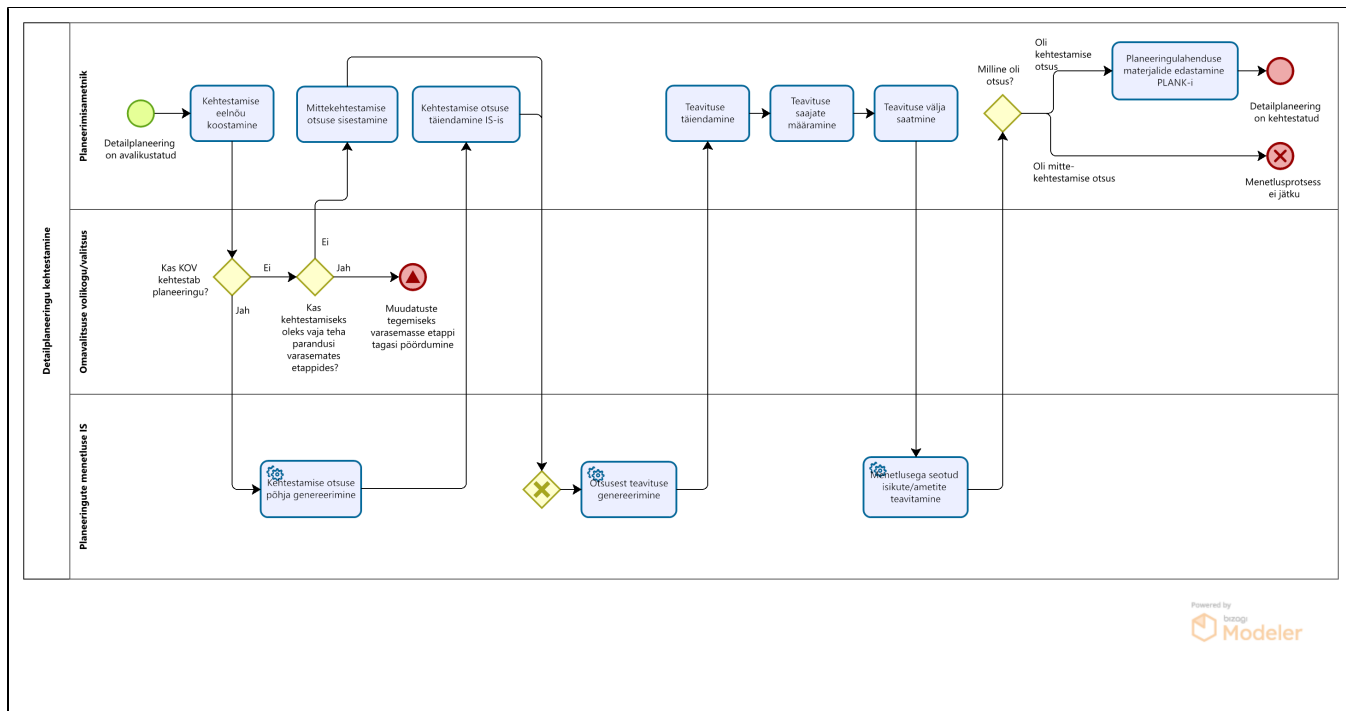 Detailplaneeringu kehtestamine
Planeerimisametnik
Detailplaneering
on avalikustatud
Kehtestamise
eelnõu
koostamine
Mittekehtestamise
otsuse sisestamine
Kehtestamise otsuse
täiendamine IS-is
Teavituse
täiendamine
Teavituse
saajate
määramine
Teavituse välja
saatmine
Milline oli
otsus?
Oli
kehtestamise
otsus
Planeeringulahenduse
materjalide edastamine
PLANK-i
Detailplaneering
on kehtestatud
Oli mitte-
kehtestamise otsus
Menetlusprotsess
ei jätku
Omavalitsuse volikogu/valitsus
Kas KOV
kehtestab
planeeringu?
Ei
Jah
Ei
Jah
Kas
kehtestamiseks
oleks vaja teha
parandusi
varasemates
etappides?
Muudatuste
tegemiseks
varasemasse etappi
tagasi pöördumine
Planeeringute menetluse IS
Kehtestamise otsuse
põhja genereerimine
Otsusest teavituse
genereerimine
Menetlusega seotud
isikute/ametite
teavitamine
Powered by
bizagi
Modeler